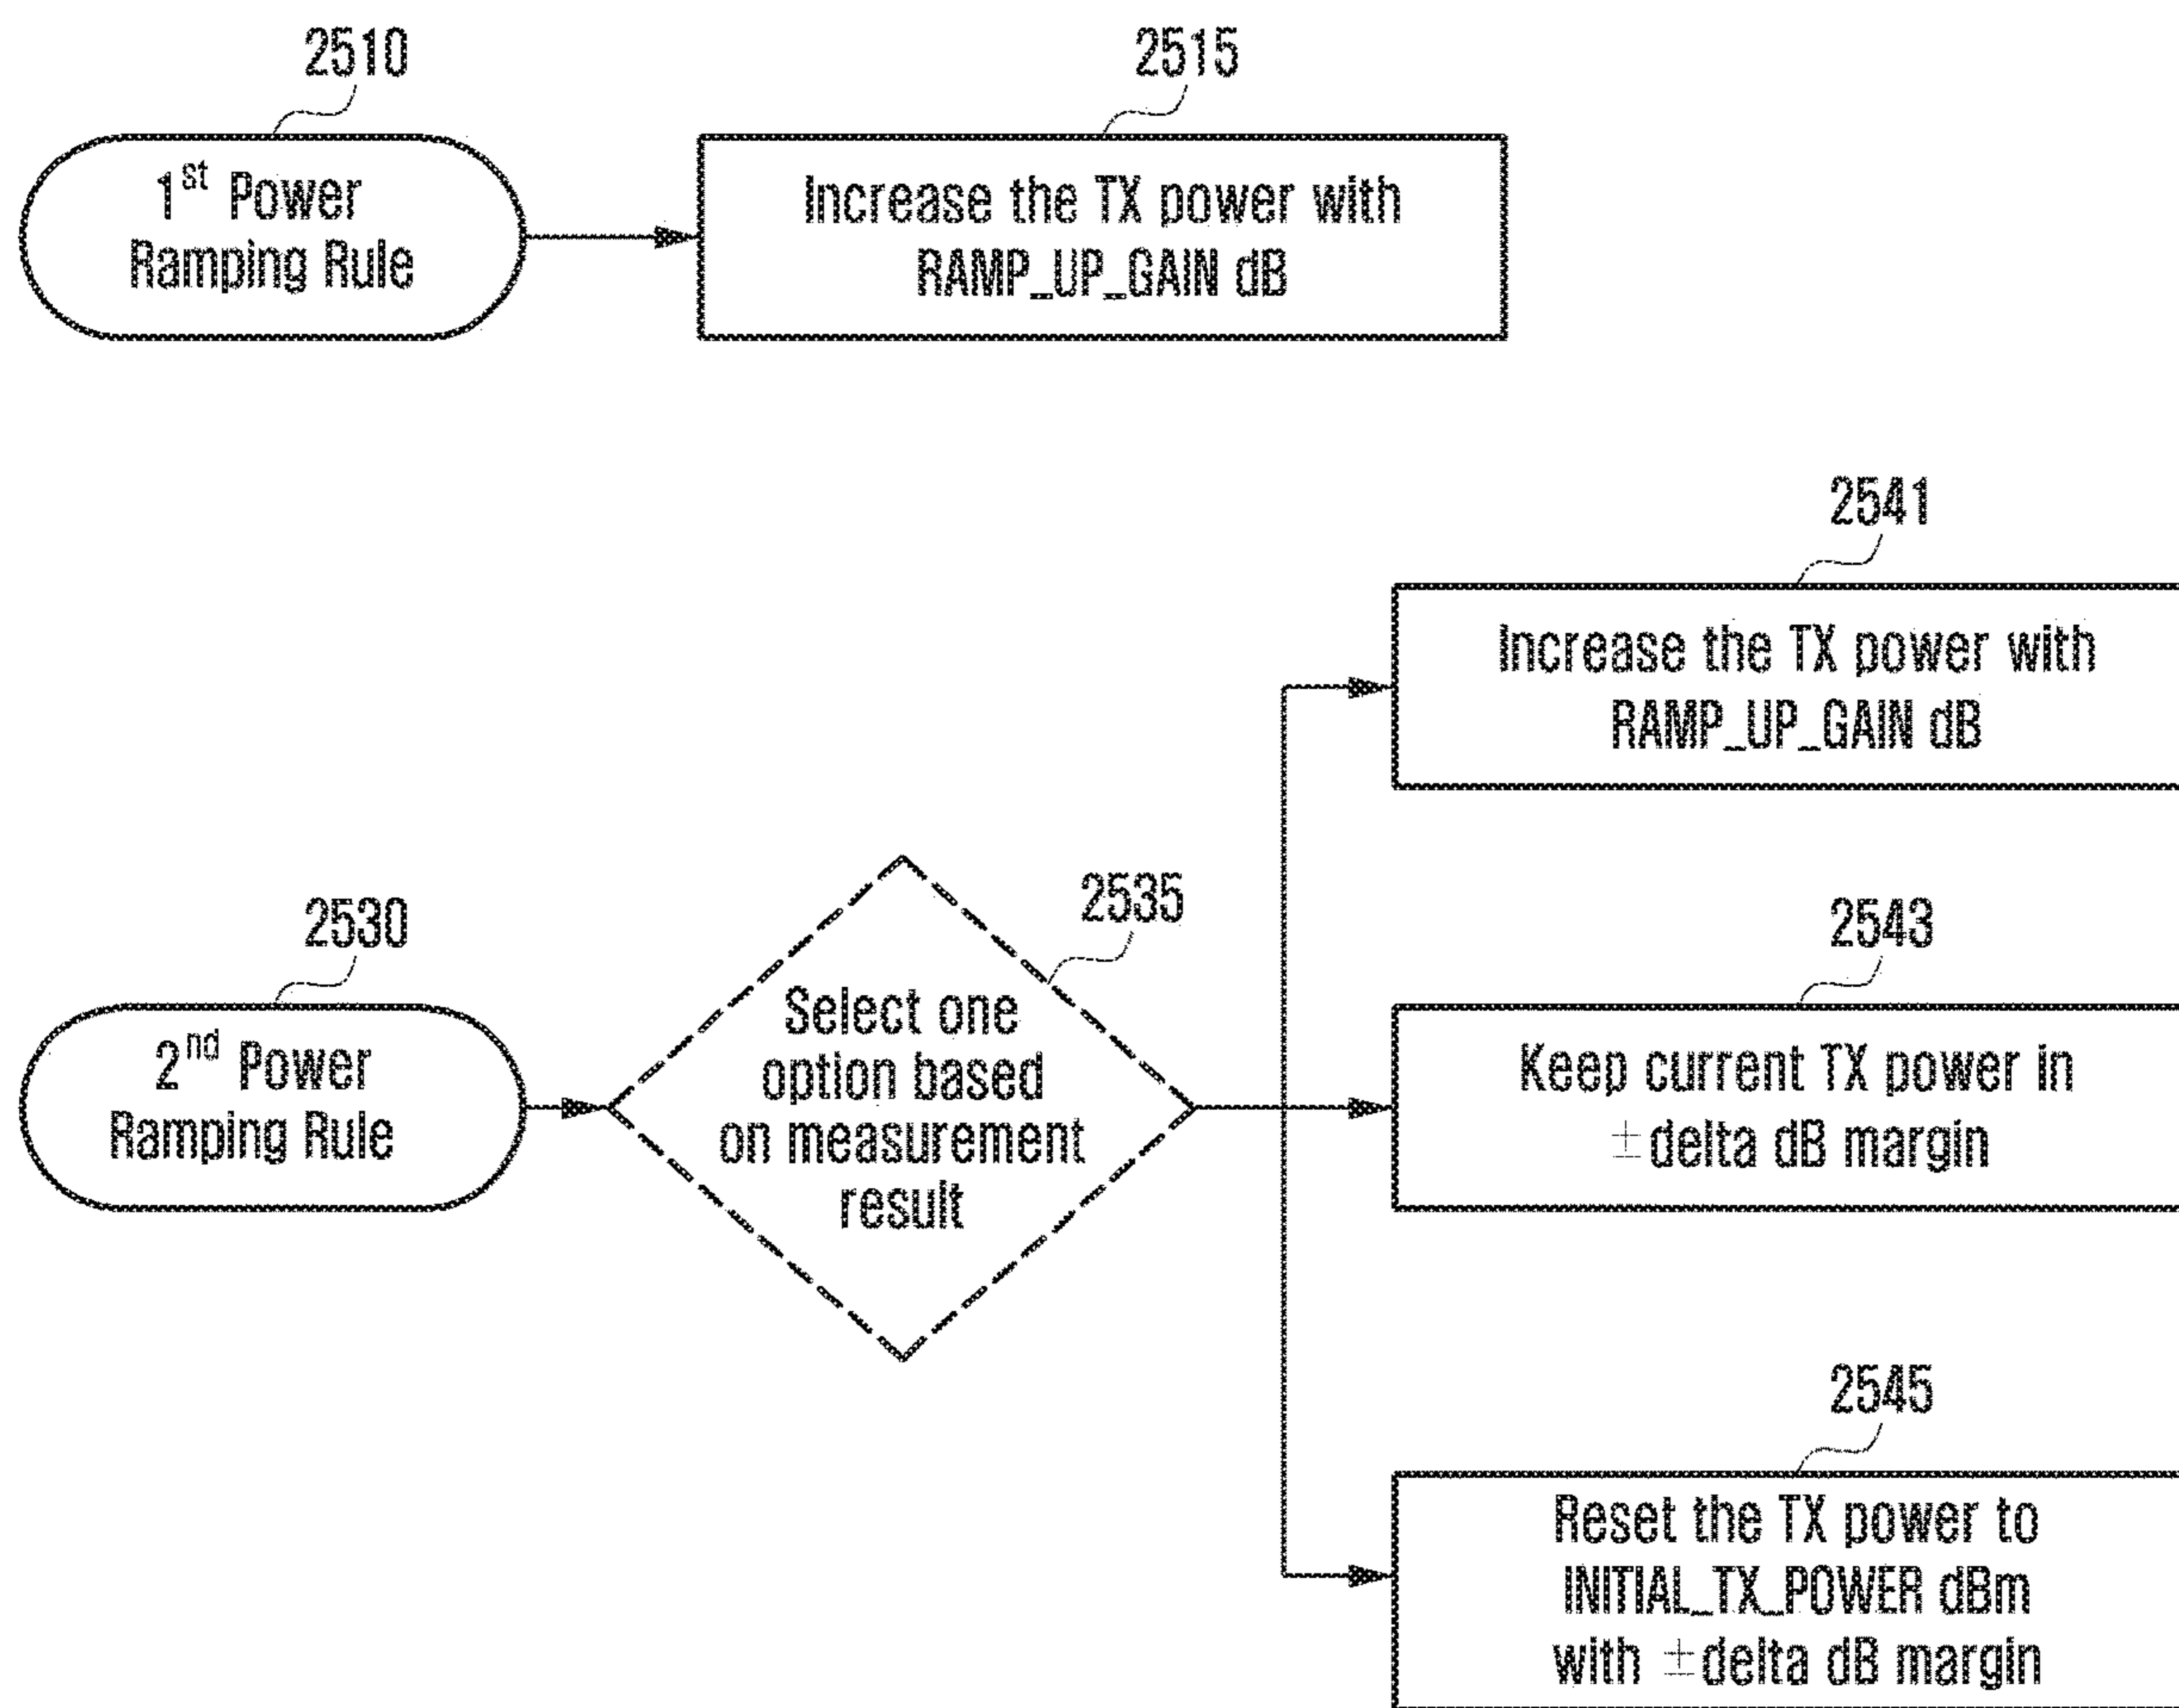 2510
2515
1st Power
Ramping Rule
Increase the TX power with
RAMP_UP_GAIN dB
2541
Increase the TX power with
RAMP_UP_GAIN dB
2530
2535
2543
2nd Power
Ramping Rule
Select one
option based
on measurement
result
Keep current TX power in
±delta dB margin
2545
Reset the TX power to
INITIAL_TX_POWER dBm
with ±delta dB margin